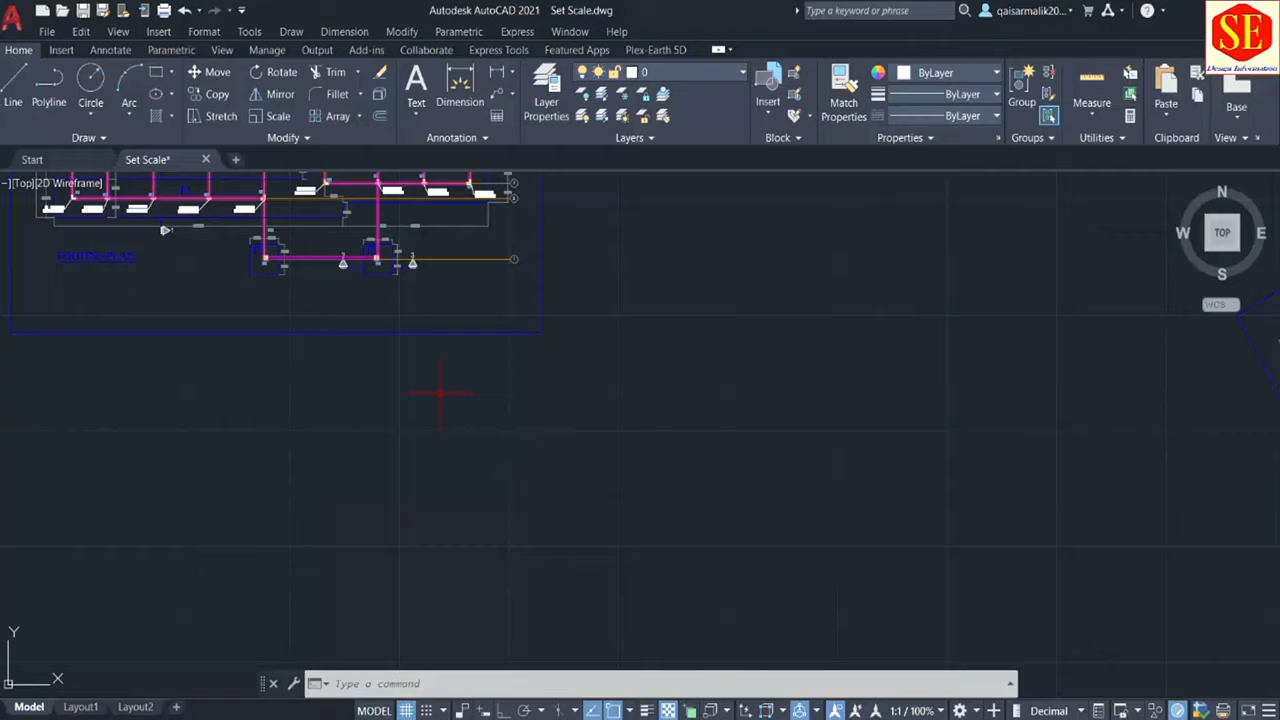 Autodesk AutoCAD 2021 Set Scale.dwg
Type a keyword or phrase
qaisarmalik20...
SE
Design Information
File Edit View Insert Format Tools Draw Dimension Modify Parametric Express Window Help
Home Insert Annotate Parametric View Manage Output Add-ins Collaborate Express Tools Featured Apps Plex-Earth 5D
Move Rotate Trim
0
ByLayer
Copy Mirror Fillet
ByLayer
Line Polyline Circle Arc
Text Dimension
Layer Properties
Insert
Match Properties
Group
Measure
Paste
Base
Stretch Scale Array
ByLayer
Draw Modify Annotation Layers Block Properties Groups Utilities Clipboard View
Start Set Scale*
−][Top][2D Wireframe]
FOOTING PLAN
N
W TOP E
S
WCS
Y
X
Type a command
Model Layout1 Layout2
MODEL
1:1 / 100%
Decimal